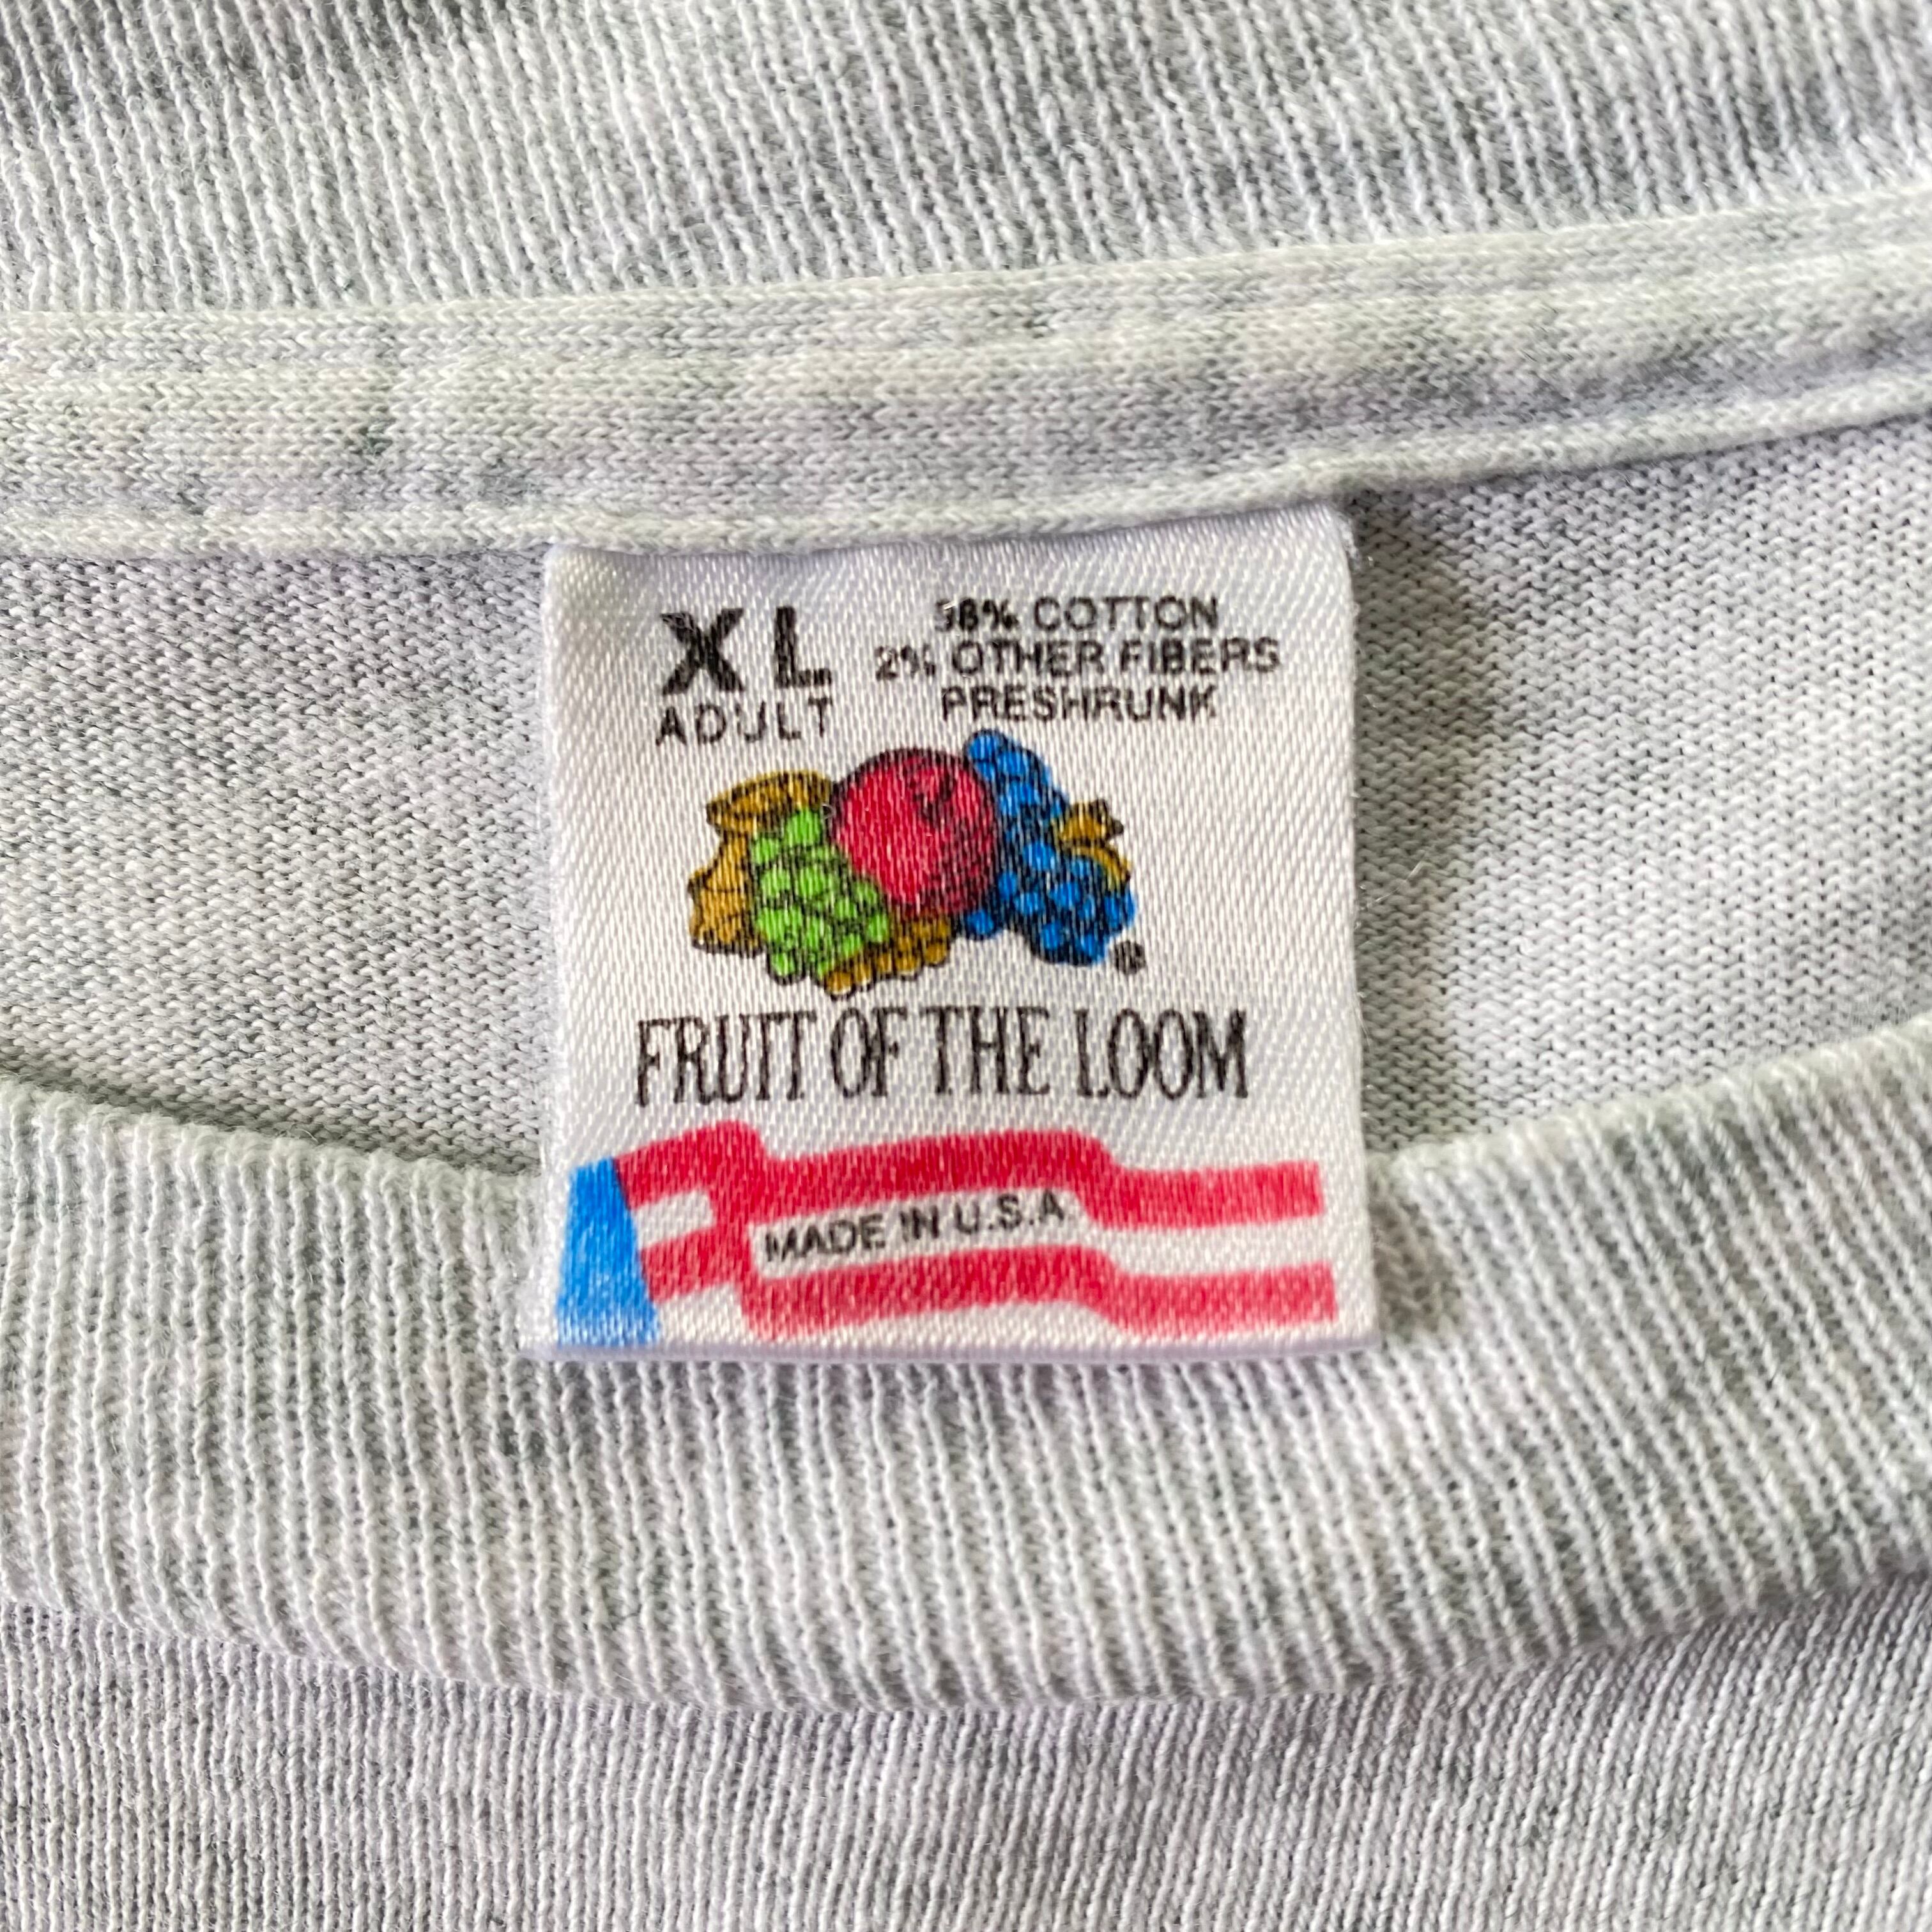 XL
ADULT
98% COTTON
2% OTHER FIBERS
PRESHRUNK
®
FRUIT OF THE LOOM
MADE IN U.S.A.